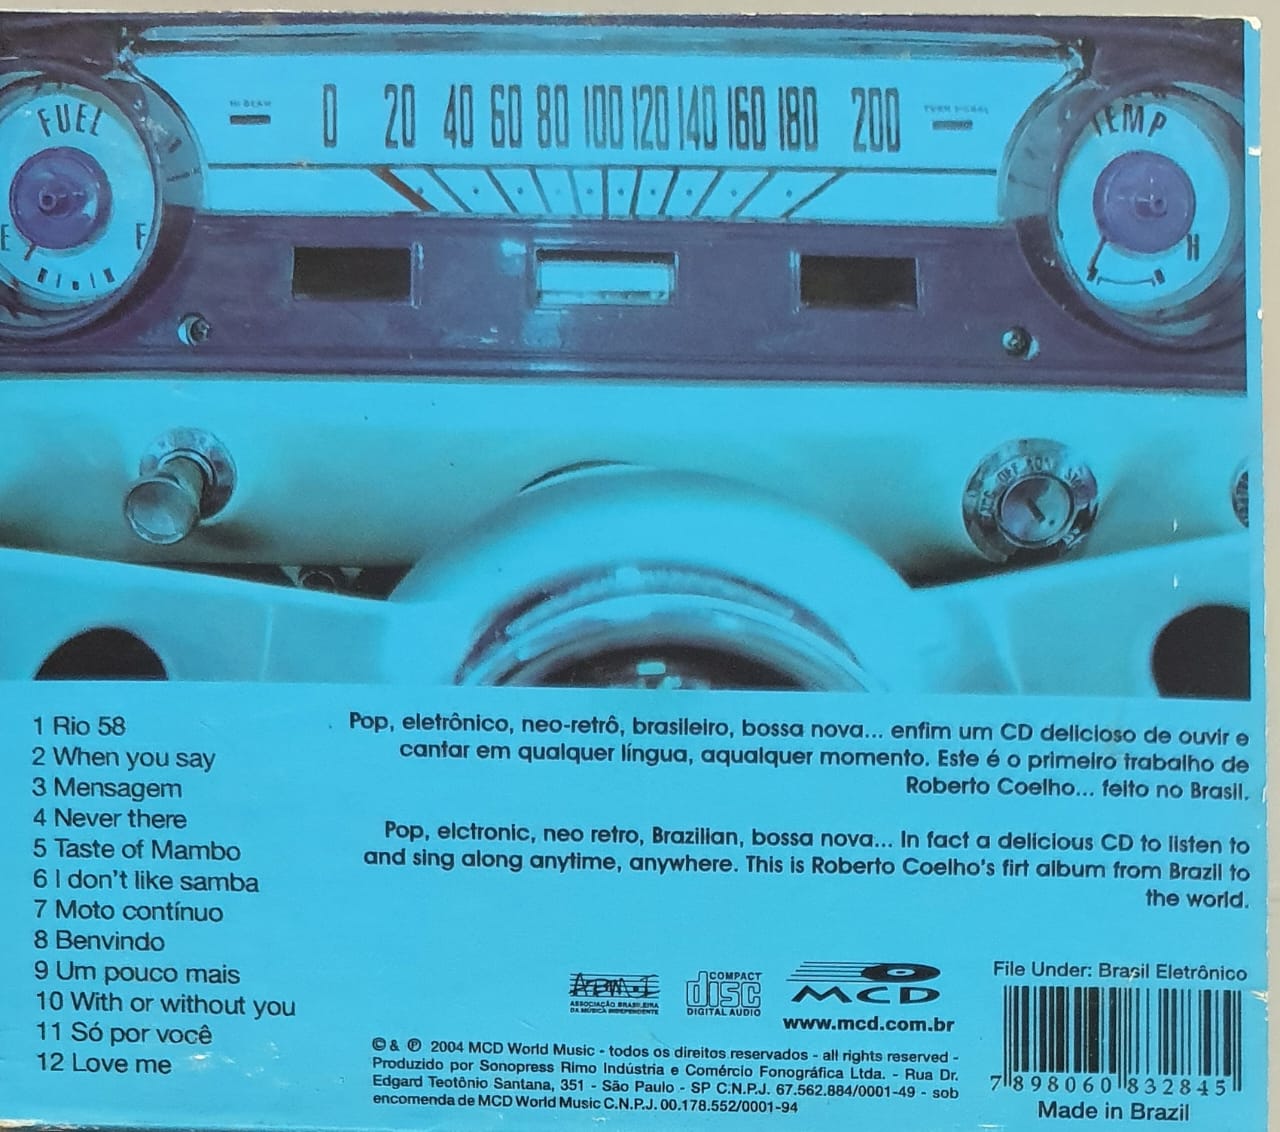 FUEL
E F
HI BEAM
0 20 40 60 80 100 120 140 160 180 200
TURN SIGNAL
TEMP
H
ACC OFF
1 Rio 58
2 When you say
3 Mensagem
4 Never there
5 Taste of Mambo
6 I don't like samba
7 Moto contínuo
8 Benvindo
9 Um pouco mais
10 With or without you
11 Só por você
12 Love me
Pop, eletrônico, neo-retrô, brasileiro, bossa nova... enfim um CD delicioso de ouvir e
cantar em qualquer língua, aqualquer momento. Este é o primeiro trabalho de
Roberto Coelho... feito no Brasil.
Pop, elctronic, neo retro, Brazilian, bossa nova... In fact a delicious CD to listen to
and sing along anytime, anywhere. This is Roberto Coelho's firt album from Brazil to
the world.
ABMI
ASSOCIAÇÃO BRASILEIRA
DA MÚSICA INDEPENDENTE
COMPACT
disc
DIGITAL AUDIO
MCD
www.mcd.com.br
© & ℗ 2004 MCD World Music - todos os direitos reservados - all rights reserved -
Produzido por Sonopress Rimo Indústria e Comércio Fonográfica Ltda. - Rua Dr.
Edgard Teotônio Santana, 351 - São Paulo - SP C.N.P.J. 67.562.884/0001-49 - sob
encomenda de MCD World Music C.N.P.J. 00.178.552/0001-94
File Under: Brasil Eletrônico
7 898060 832845
Made in Brazil